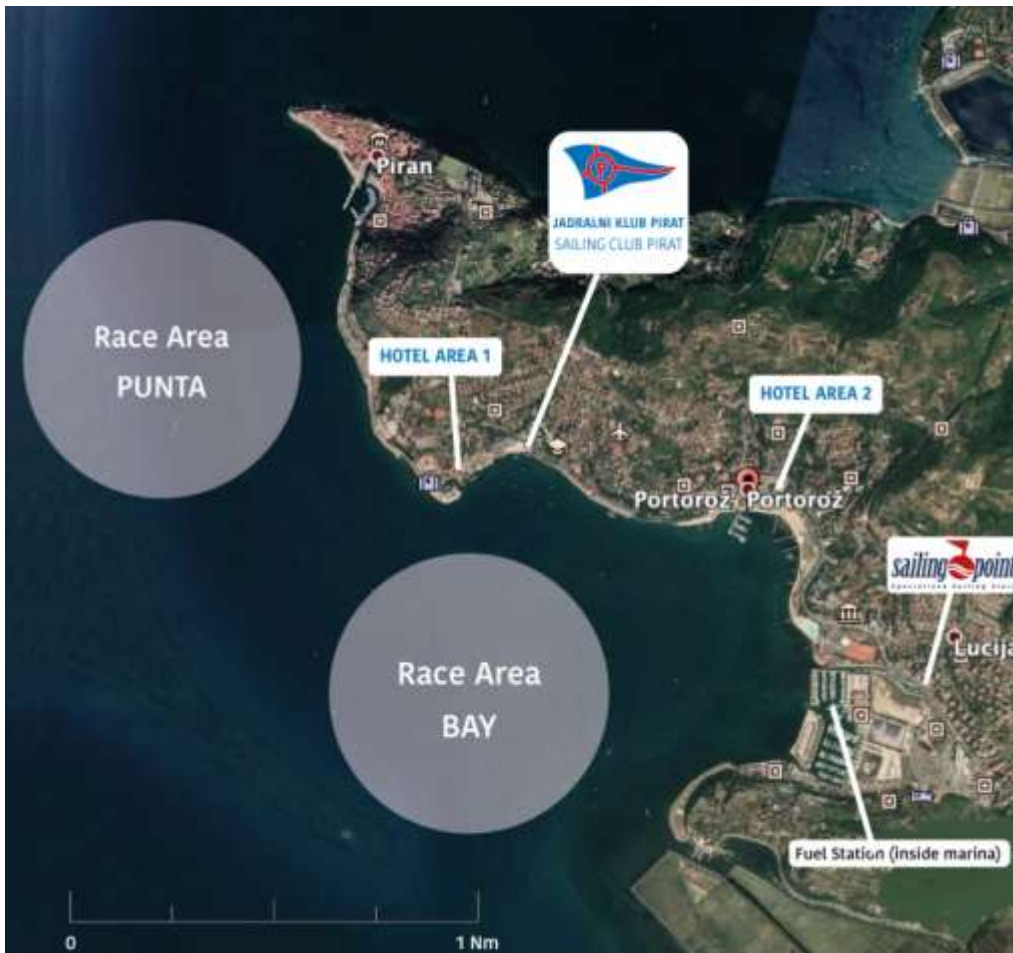 Piran
P
JADRALNI KLUB PIRAT
SAILING CLUB PIRAT
Race Area
PUNTA
HOTEL AREA 1
HOTEL AREA 2
Portorož
Portorož
sailing point
Lucija
Race Area
BAY
Fuel Station (inside marina)
0
1 Nm